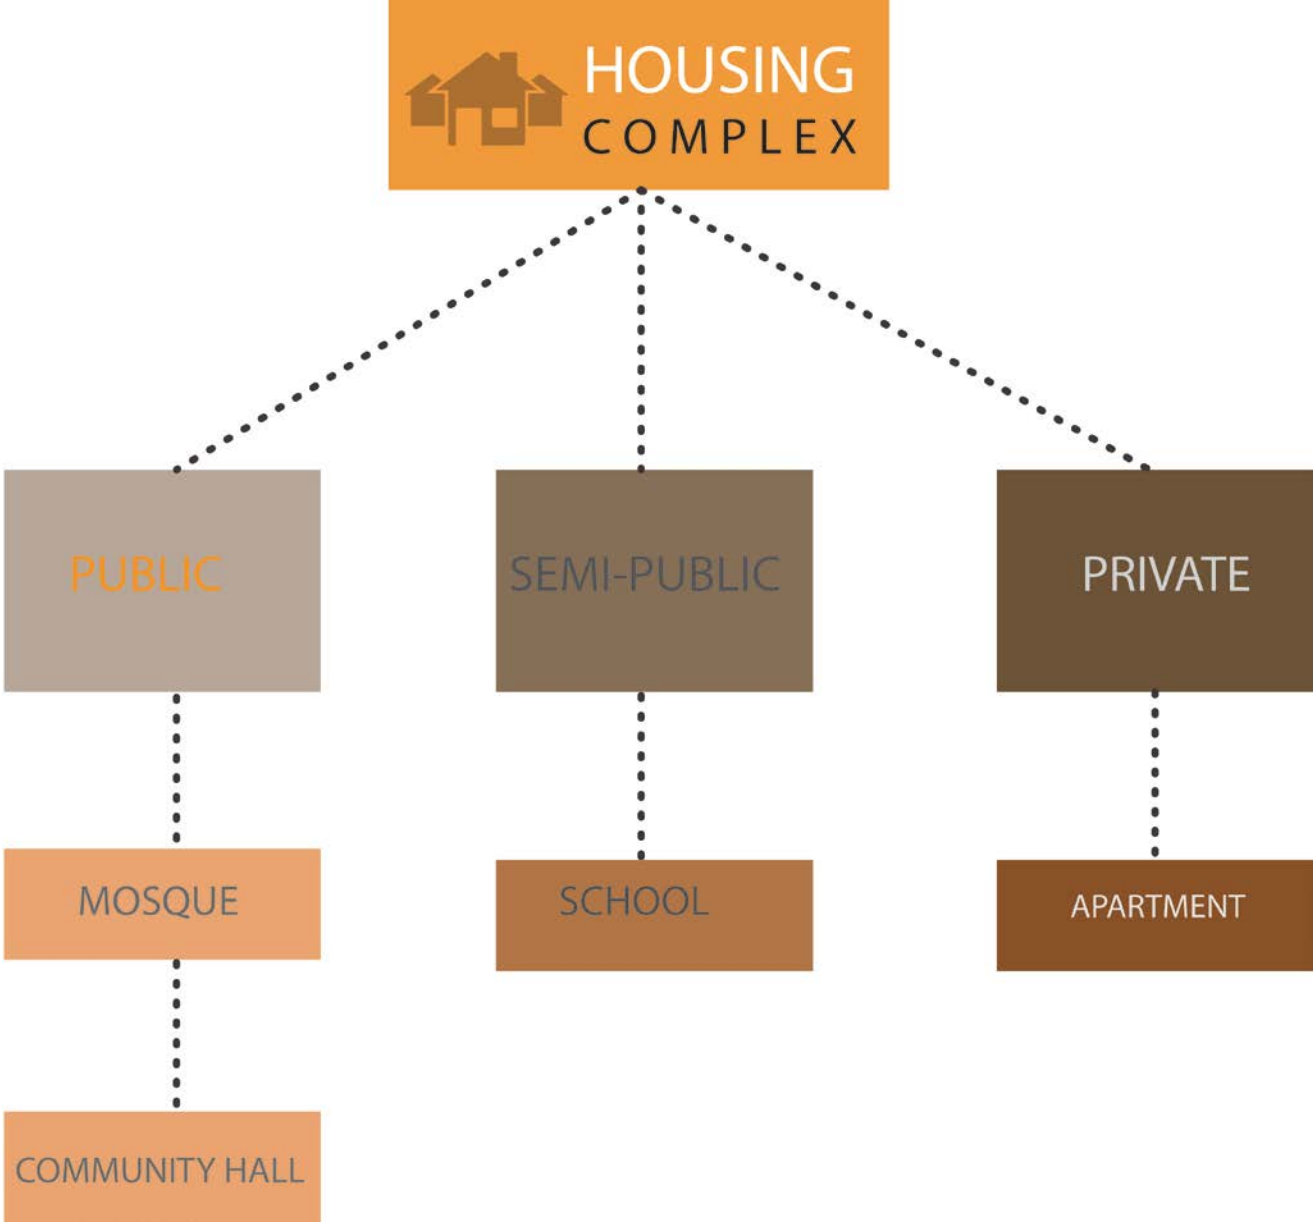 HOUSING
COMPLEX
PUBLIC
SEMI-PUBLIC
PRIVATE
MOSQUE
SCHOOL
APARTMENT
COMMUNITY HALL